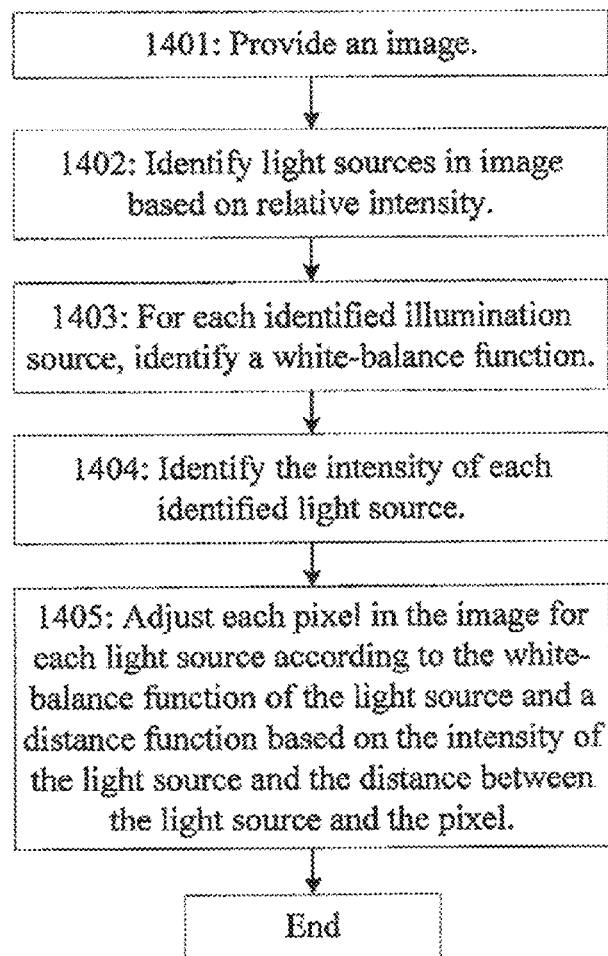 1401: Provide an image.
1402: Identify light sources in image
based on relative intensity.
1403: For each identified illumination
source, identify a white-balance function.
1404: Identify the intensity of each
identified light source.
1405: Adjust each pixel in the image for
each light source according to the white-
balance function of the light source and a
distance function based on the intensity of
the light source and the distance between
the light source and the pixel.
End